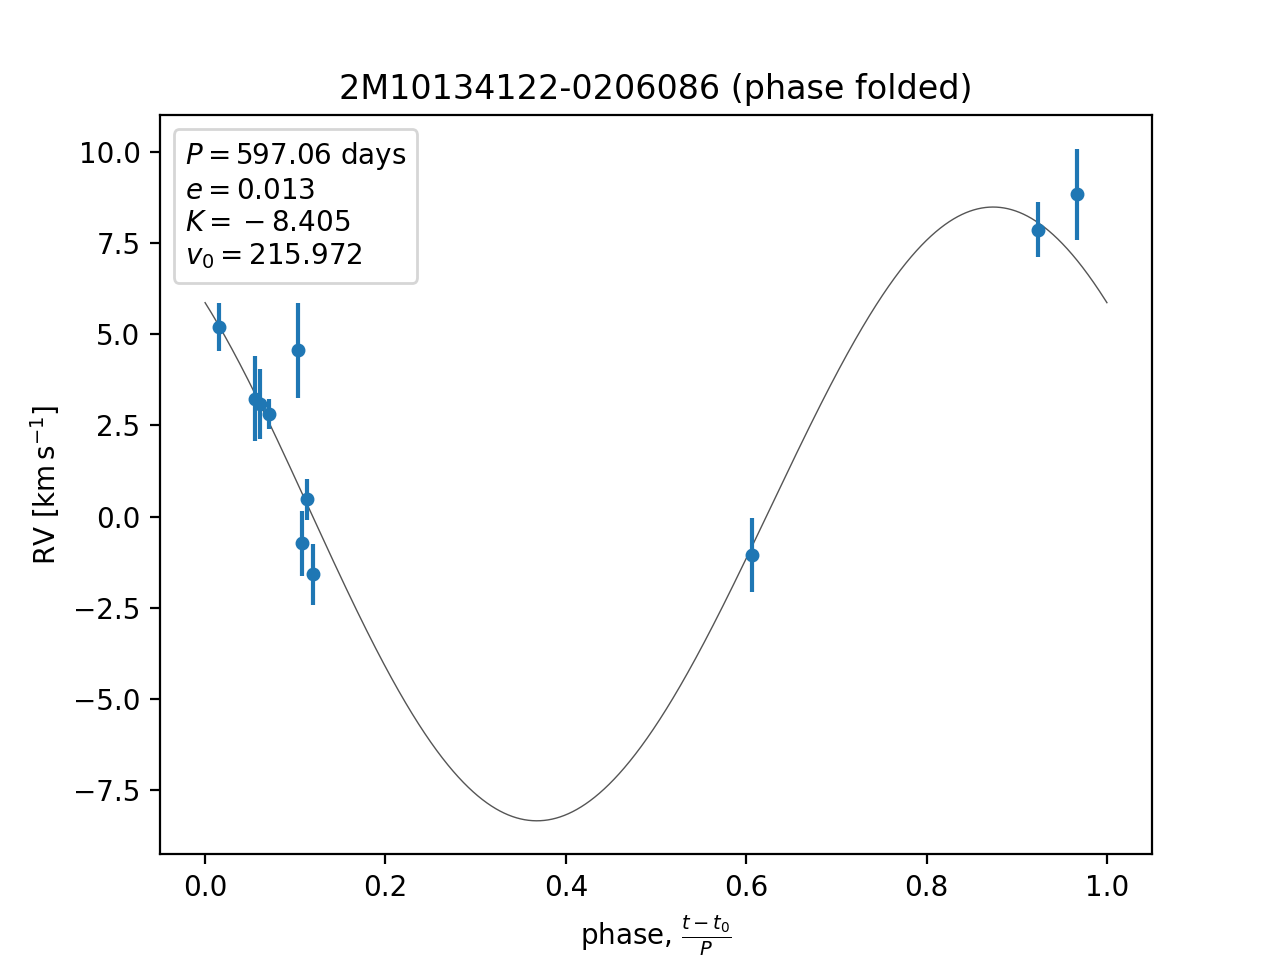 2M10134122-0206086 (phase folded)
P = 597.06 days
e = 0.013
K = −8.405
v₀ = 215.972
10.0
7.5
5.0
2.5
0.0
−2.5
−5.0
−7.5
RV [km s⁻¹]
0.0 0.2 0.4 0.6 0.8 1.0
phase, (t − t₀)/P